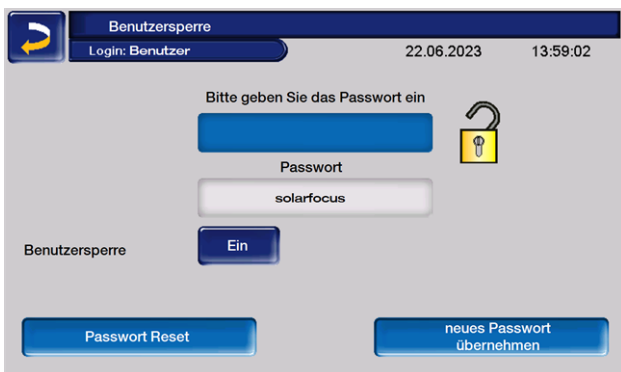 Benutzersperre
Login: Benutzer 22.06.2023 13:59:02
Bitte geben Sie das Passwort ein
Passwort
solarfocus
Benutzersperre Ein
Passwort Reset
neues Passwort
übernehmen